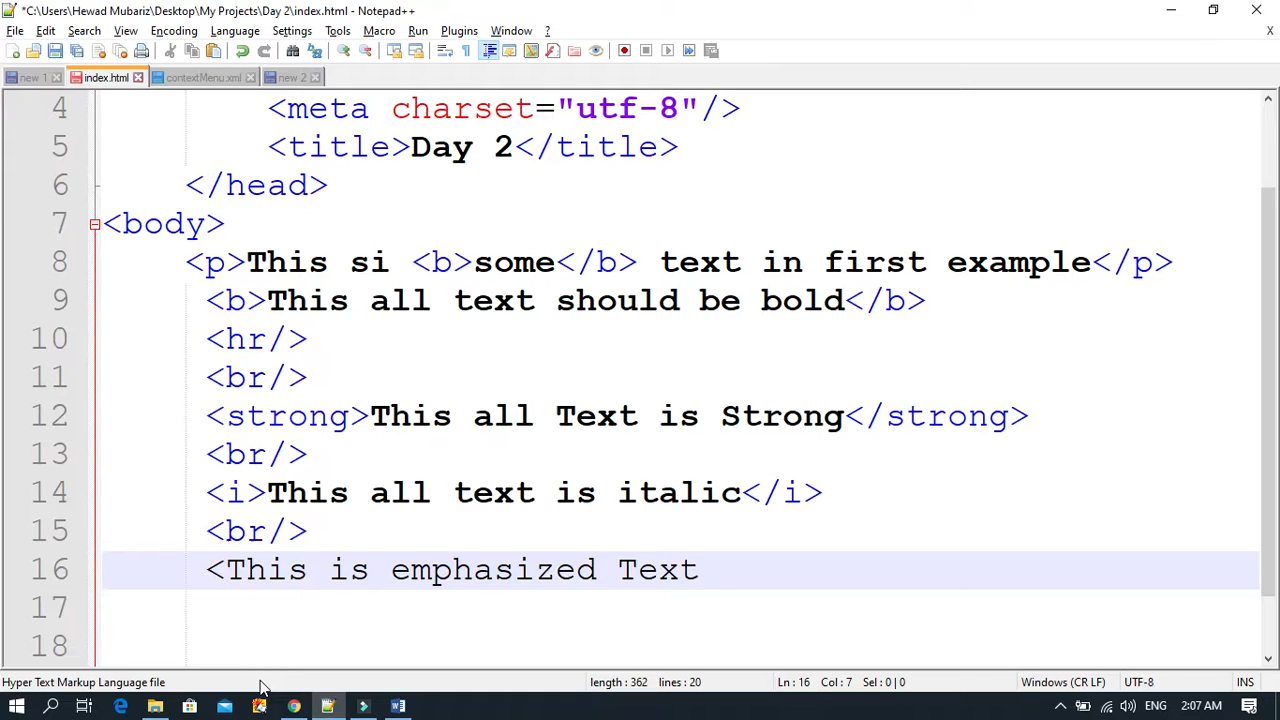 *C:\Users\Hewad Mubariz\Desktop\My Projects\Day 2\index.html - Notepad++
File Edit Search View Encoding Language Settings Tools Macro Run Plugins Window ? X
new 1 index.html contextMenu.xml new 2
4 <meta charset="utf-8"/>
5 <title>Day 2</title>
6 </head>
7 <body>
8 <p>This si <b>some</b> text in first example</p>
9 <b>This all text should be bold</b>
10 <hr/>
11 <br/>
12 <strong>This all Text is Strong</strong>
13 <br/>
14 <i>This all text is italic</i>
15 <br/>
16 <This is emphasized Text
17
18
Hyper Text Markup Language file length : 362 lines : 20 Ln : 16 Col : 7 Sel : 0 | 0 Windows (CR LF) UTF-8 INS
ENG 2:07 AM